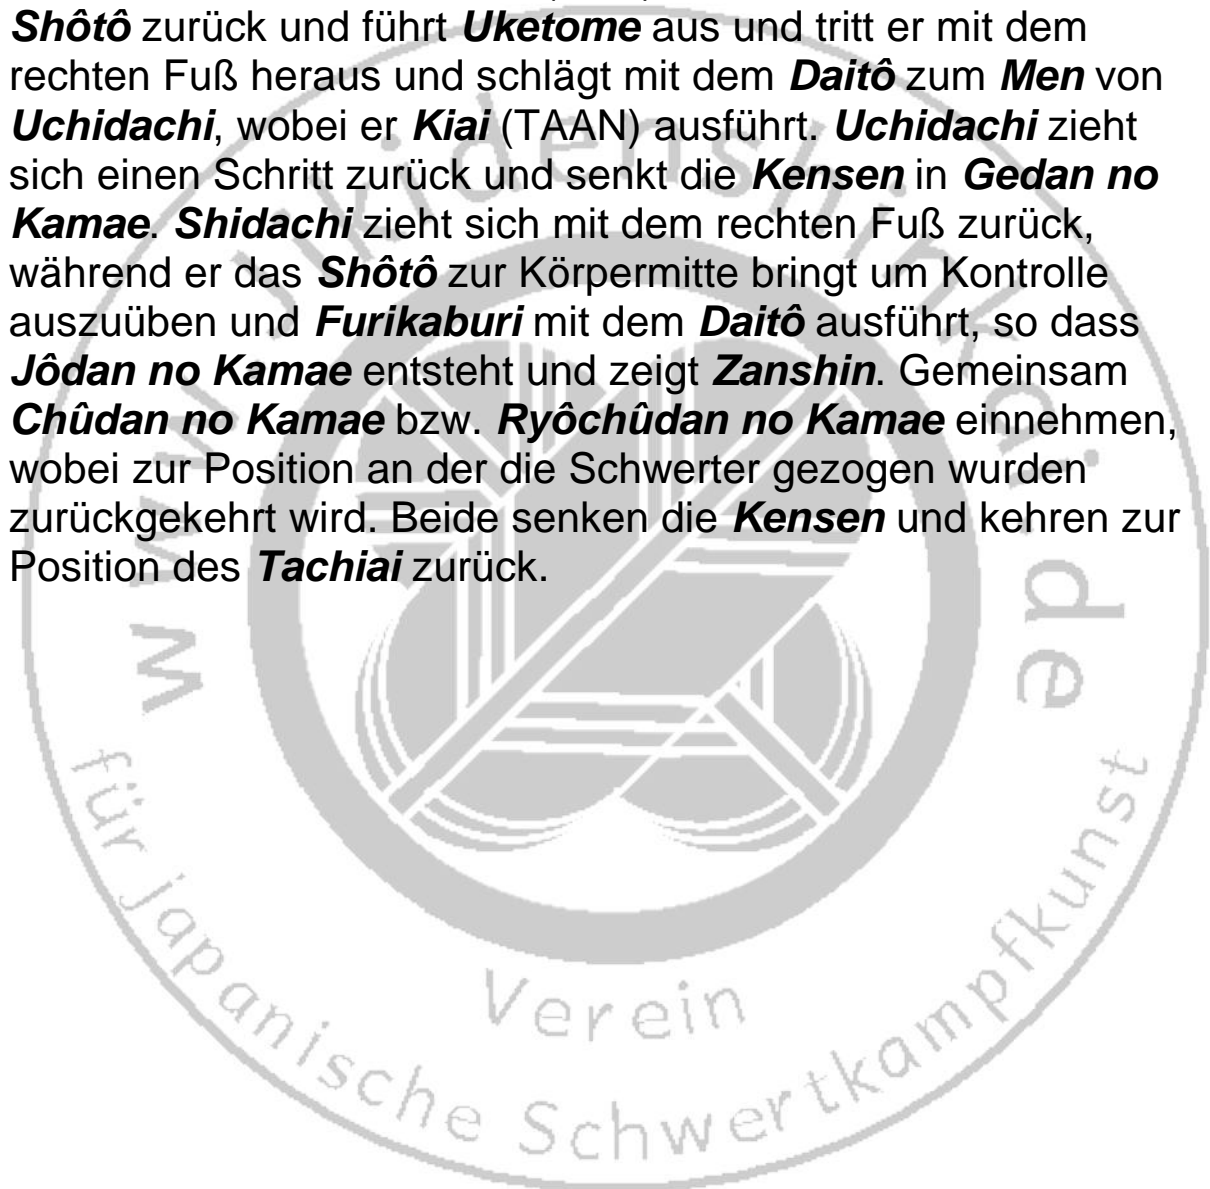 Shôtô zurück und führt Uketome aus und tritt er mit dem
rechten Fuß heraus und schlägt mit dem Daitô zum Men von
Uchidachi, wobei er Kiai (TAAN) ausführt. Uchidachi zieht
sich einen Schritt zurück und senkt die Kensen in Gedan no
Kamae. Shidachi zieht sich mit dem rechten Fuß zurück,
während er das Shôtô zur Körpermitte bringt um Kontrolle
auszuüben und Furikaburi mit dem Daitô ausführt, so dass
Jôdan no Kamae entsteht und zeigt Zanshin. Gemeinsam
Chûdan no Kamae bzw. Ryôchûdan no Kamae einnehmen,
wobei zur Position an der die Schwerter gezogen wurden
zurückgekehrt wird. Beide senken die Kensen und kehren zur
Position des Tachiai zurück.
www.jikidenshinkai.de
Verein
für japanische Schwertkampfkunst